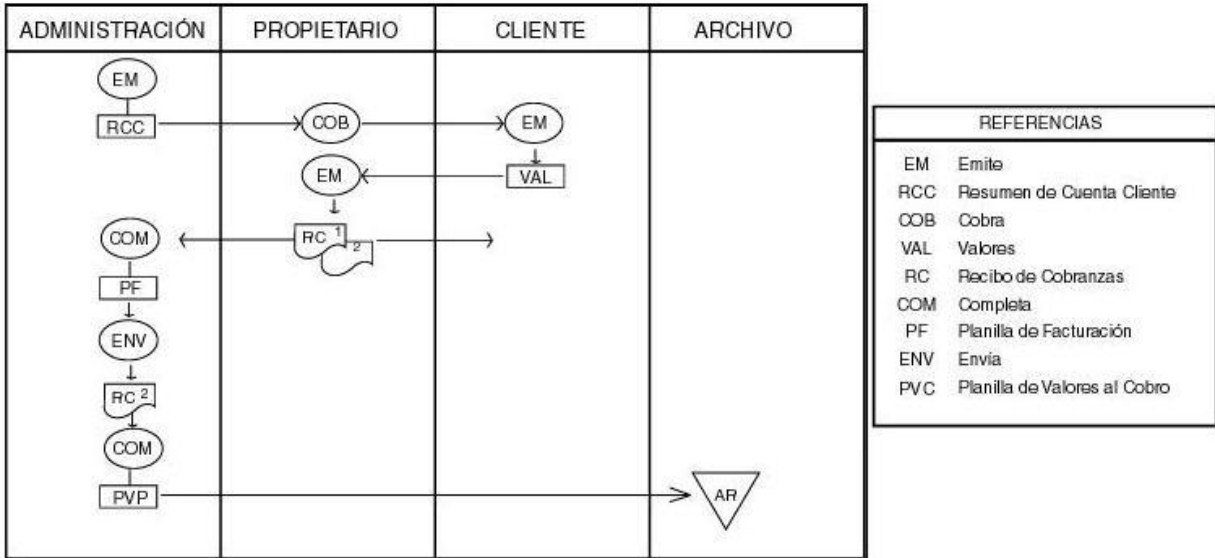 ADMINISTRACIÓN PROPIETARIO CLIENTE ARCHIVO
EM
RCC COB EM
EM VAL
COM RC 1 2
PF
ENV
RC 2
COM
PVP AR
REFERENCIAS
EM Emite
RCC Resumen de Cuenta Cliente
COB Cobra
VAL Valores
RC Recibo de Cobranzas
COM Completa
PF Planilla de Facturación
ENV Envía
PVC Planilla de Valores al Cobro